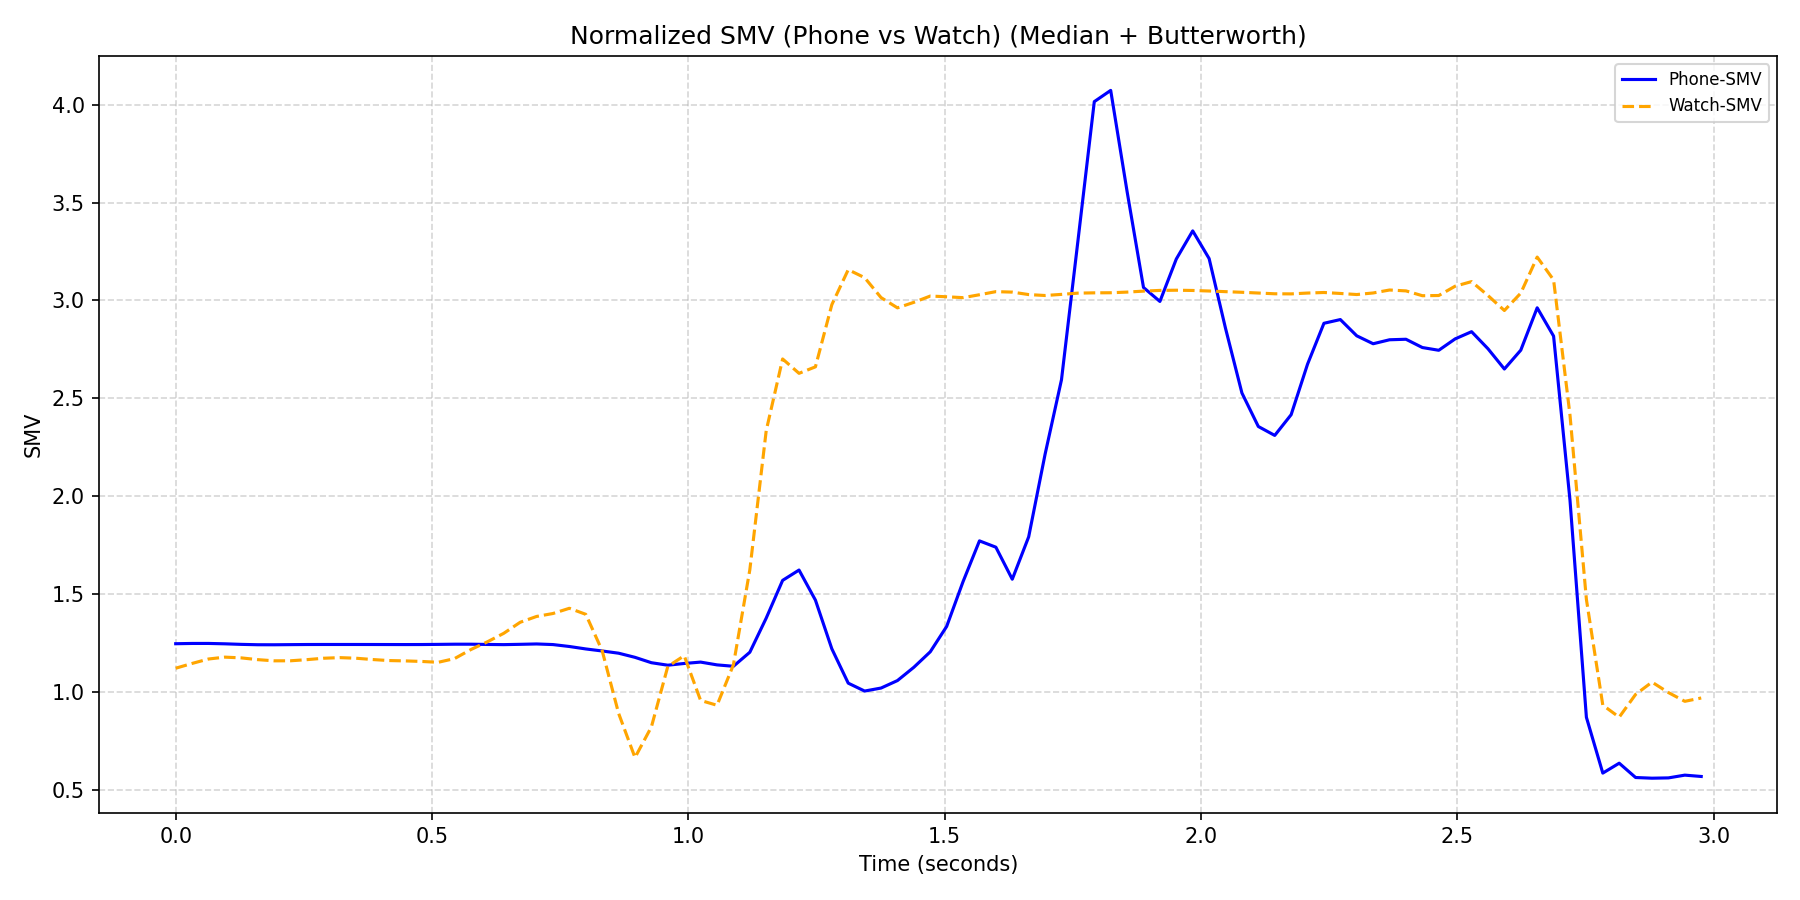 Normalized SMV (Phone vs Watch) (Median + Butterworth)
Phone-SMV
Watch-SMV
4.0
3.5
3.0
2.5
2.0
1.5
1.0
0.5
SMV
0.0 0.5 1.0 1.5 2.0 2.5 3.0
Time (seconds)